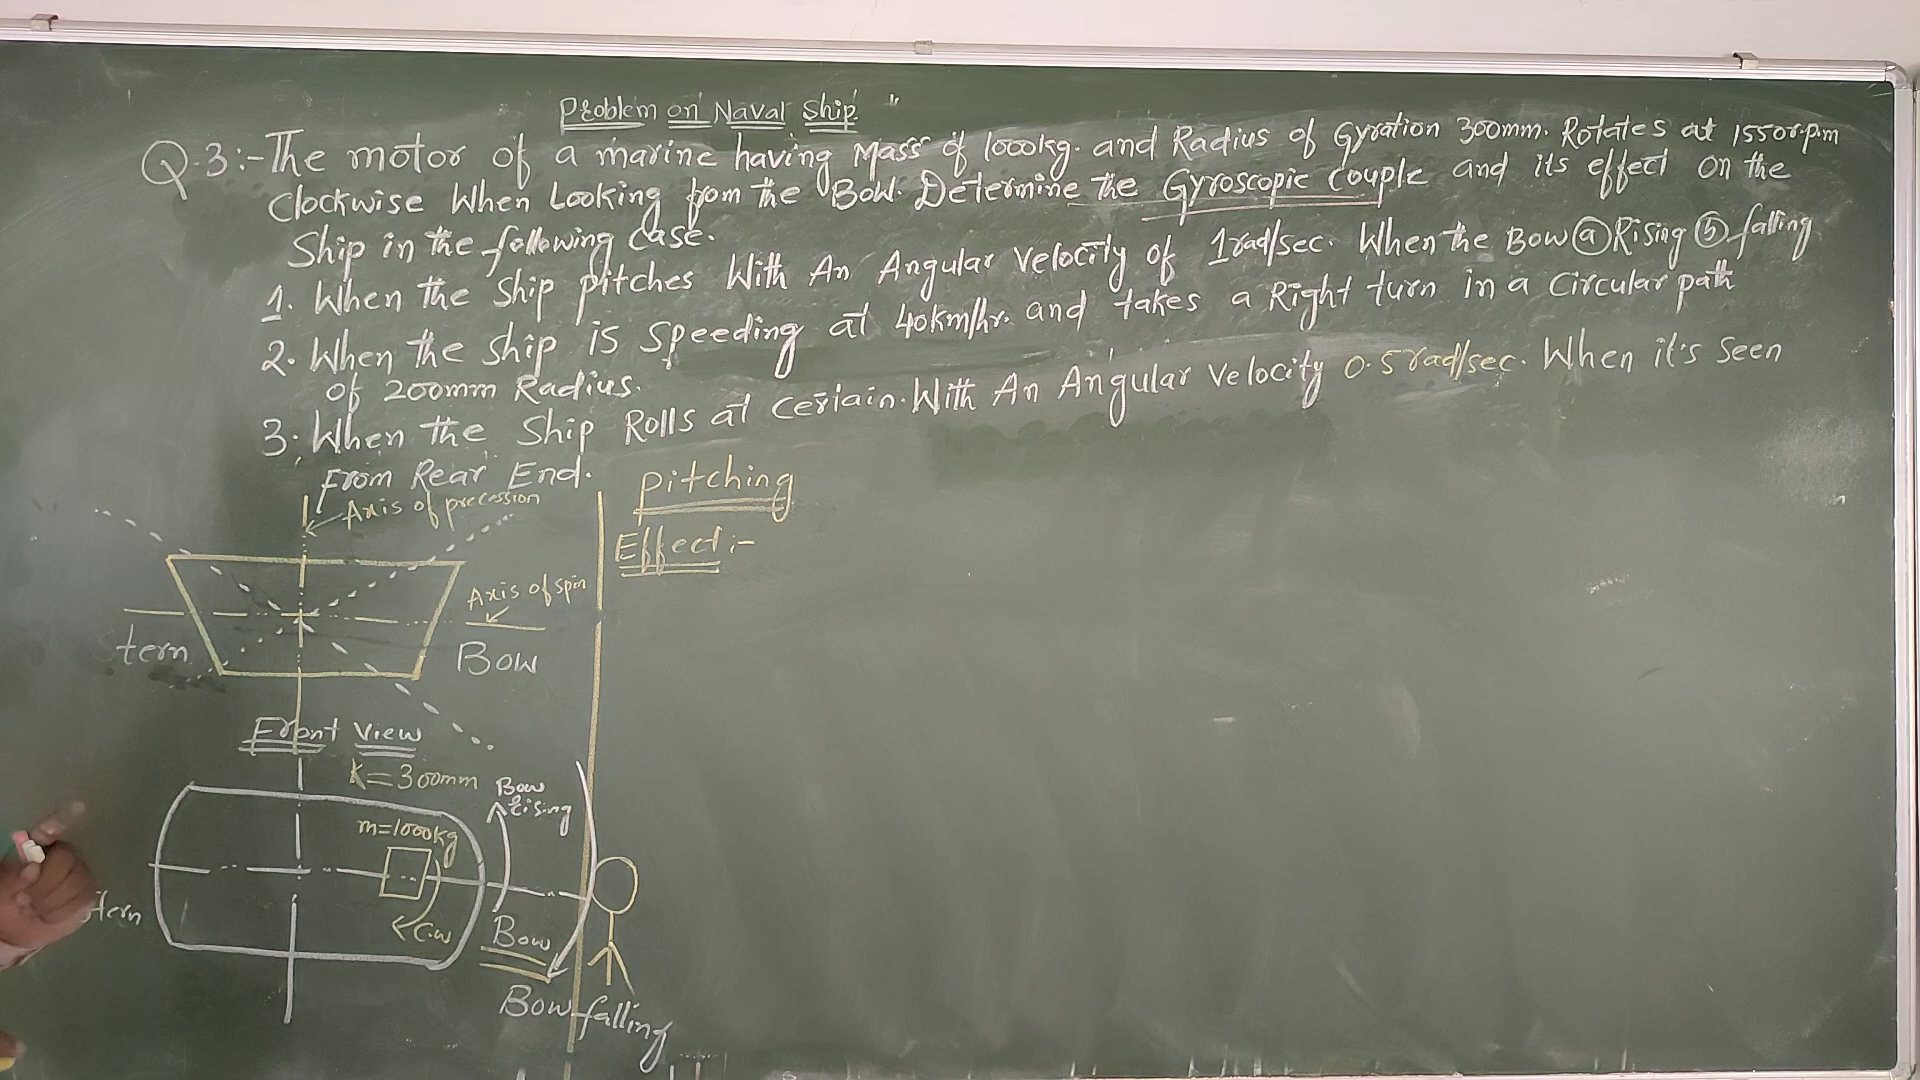 Problem on Naval Ship "
Q.3:- The motor of a marine having Mass of 1000kg. and Radius of Gyration 300mm. Rotates at 1550r.p.m
Clockwise When Looking from the Bow. Determine the Gyroscopic Couple and its effect on the
Ship in the following case.
1. When the Ship pitches With An Angular Velocity of 1rad/sec. When the Bow ⓐ Rising ⓑ falling
2. When the Ship is Speeding at 40km/hr. and takes a Right turn in a Circular path
of 200mm Radius.
3. When the Ship Rolls at Certain. With An Angular Velocity 0.5 rad/sec. When it's Seen
From Rear End.
Axis of precession
Pitching
Effect:-
Axis of spin
tern
Bow
Front View
K=300mm
Bow
Rising
m=1000kg
stern
C.W
Bow
Bow falling